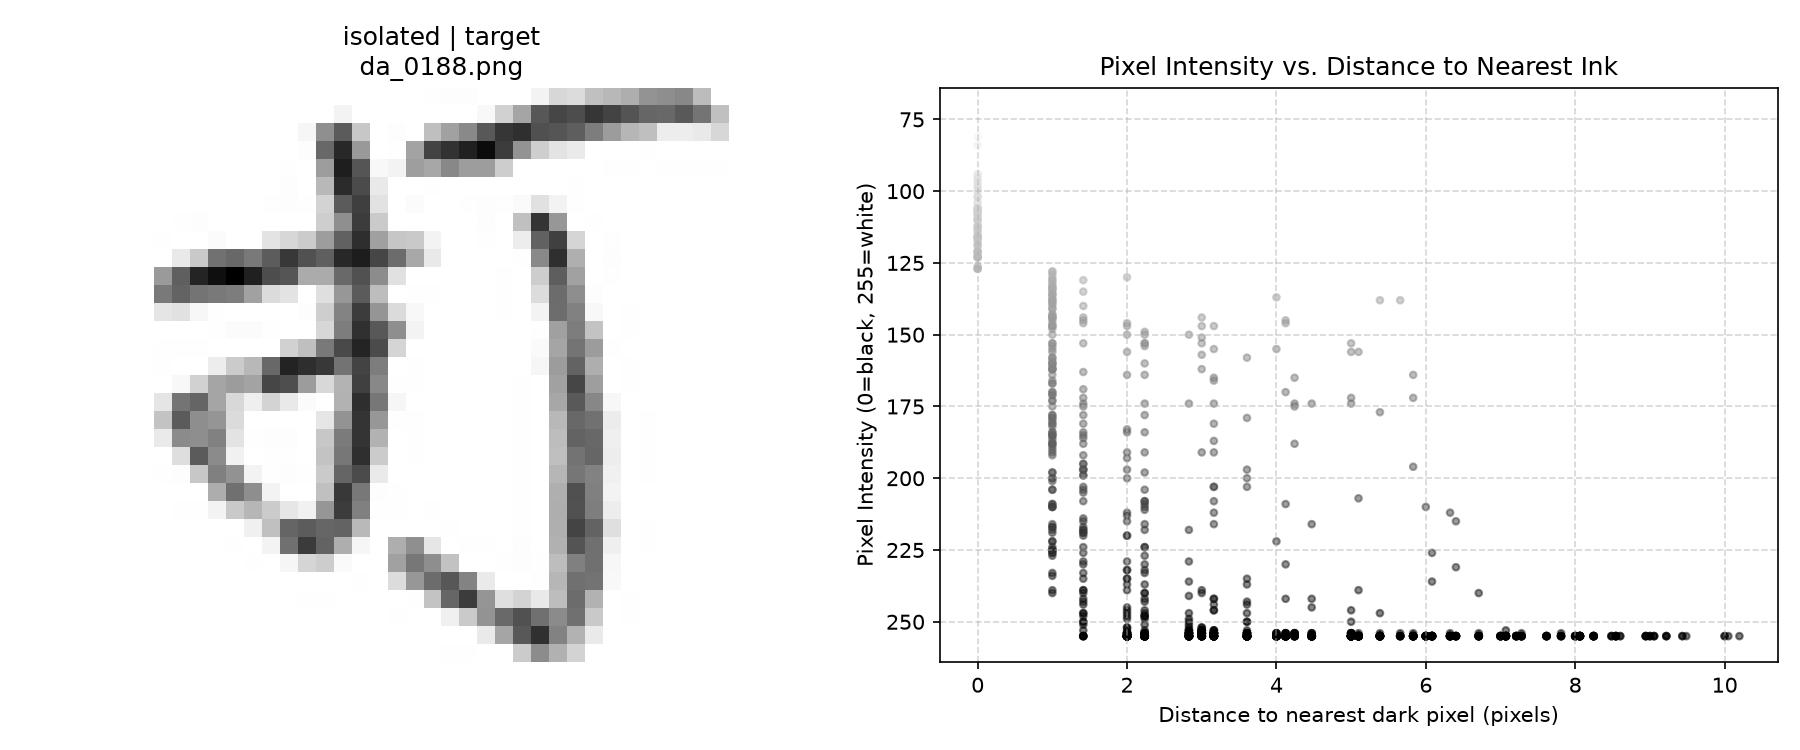 isolated | target
da_0188.png
打
Pixel Intensity vs. Distance to Nearest Ink
Pixel Intensity (0=black, 255=white)
75
100
125
150
175
200
225
250
0 2 4 6 8 10
Distance to nearest dark pixel (pixels)